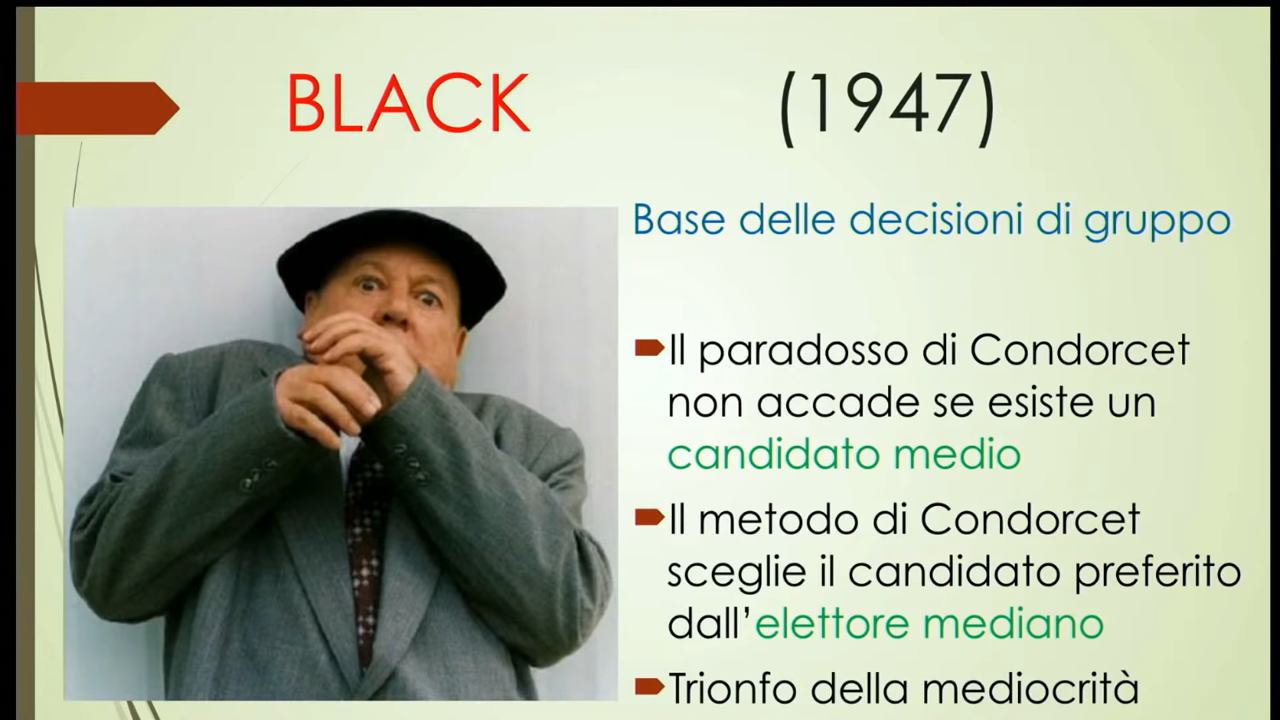 BLACK (1947)
Base delle decisioni di gruppo
Il paradosso di Condorcet
non accade se esiste un
candidato medio
Il metodo di Condorcet
sceglie il candidato preferito
dall'elettore mediano
Trionfo della mediocrità